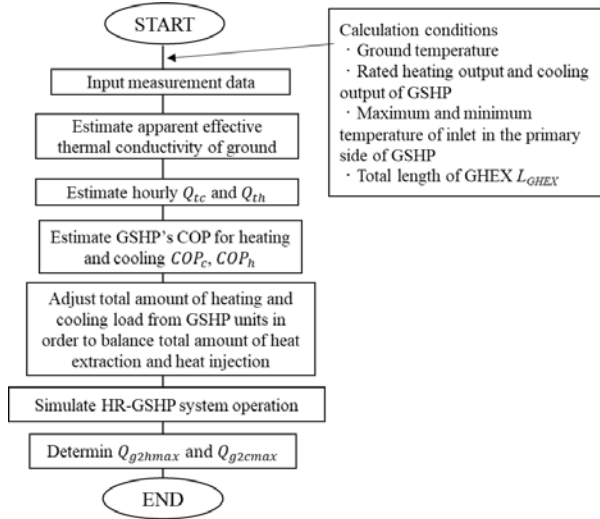 START
Input measurement data
Estimate apparent effective
thermal conductivity of ground
Estimate hourly Q_tc and Q_th
Estimate GSHP’s COP for heating
and cooling COP_c, COP_h
Adjust total amount of heating and
cooling load from GSHP units in
order to balance total amount of heat
extraction and heat injection
Simulate HR-GSHP system operation
Determin Q_g2hmax and Q_g2cmax
END
Calculation conditions
· Ground temperature
· Rated heating output and cooling
output of GSHP
· Maximum and minimum
temperature of inlet in the primary
side of GSHP
· Total length of GHEX L_GHEX